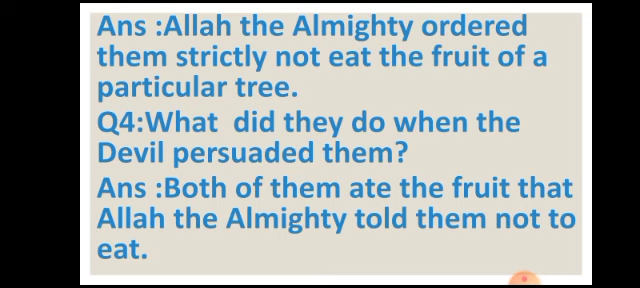 Ans :Allah the Almighty ordered
them strictly not eat the fruit of a
particular tree.
Q4:What did they do when the
Devil persuaded them?
Ans :Both of them ate the fruit that
Allah the Almighty told them not to
eat.